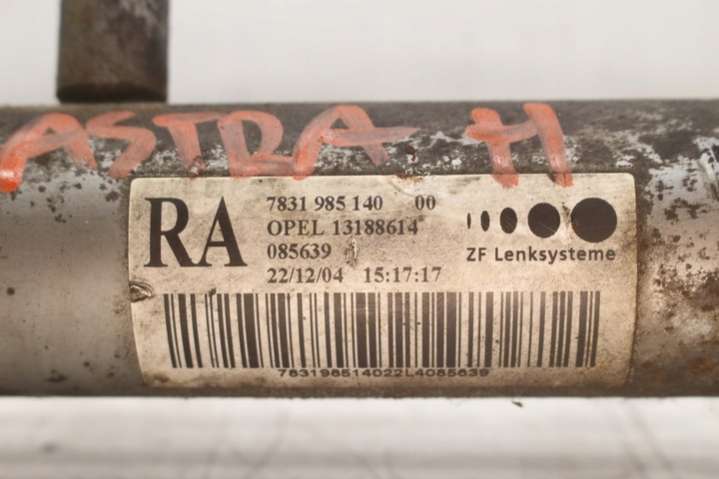 ASTRA H
RA
7831 985 140 00
OPEL 13188614
085639
22/12/04 15:17:17
ZF Lenksysteme
783198514022L4085639